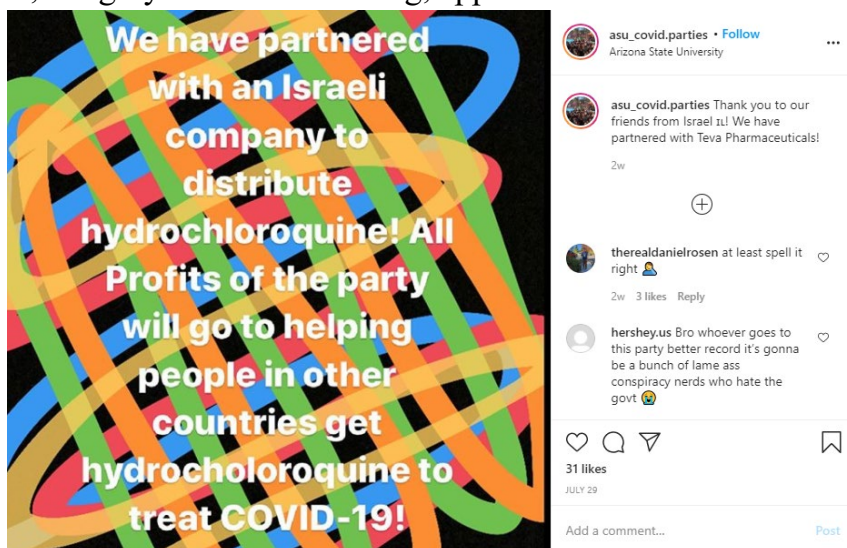 We have partnered
with an Israeli
company to
distribute
hydrochloroquine! All
Profits of the party
will go to helping
people in other
countries get
hydrocholoroquine to
treat COVID-19!
asu_covid.parties • Follow
Arizona State University
asu_covid.parties Thank you to our
friends from Israel IL! We have
partnered with Teva Pharmaceuticals!
2w
therealdanielrosen at least spell it
right 🤦
2w 3 likes Reply
hershey.us Bro whoever goes to
this party better record it's gonna
be a bunch of lame ass
conspiracy nerds who hate the
govt 😭
31 likes
JULY 29
Add a comment... Post